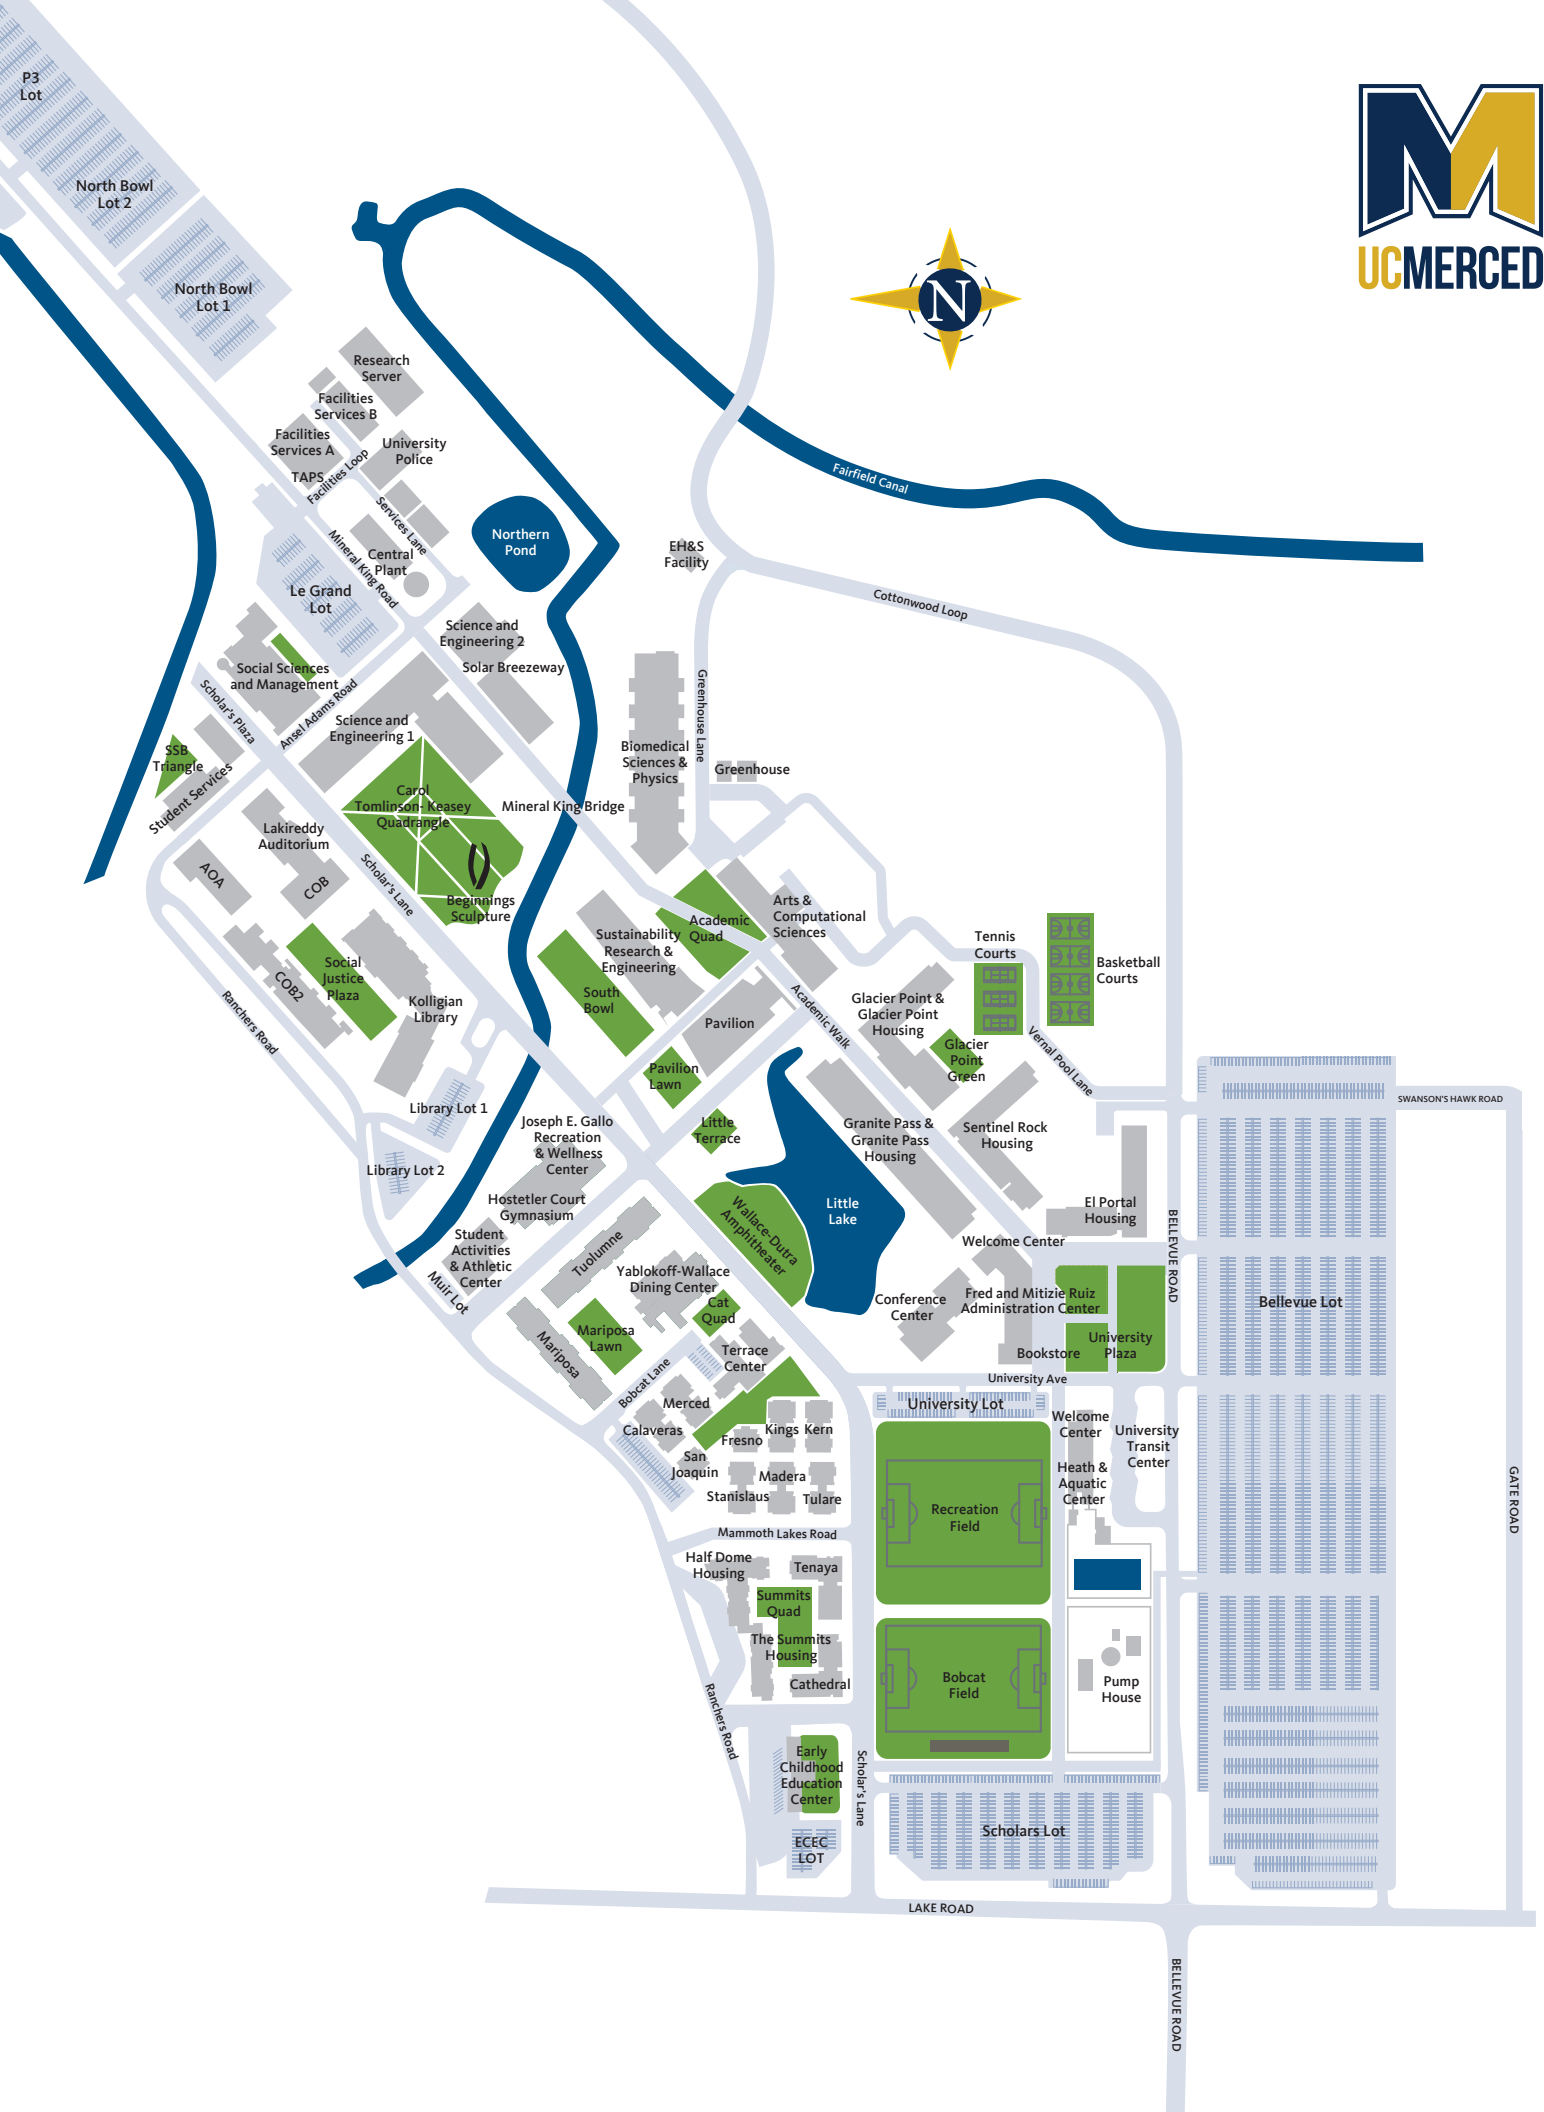 P3
Lot
North Bowl
Lot 2
North Bowl
Lot 1
UCMERCED
N
Research
Server
Facilities
Services B
Facilities
Services A
University
Police
TAPS
Facilities Loop
Services Lane
Mineral King Road
Central
Plant
Northern
Pond
Fairfield Canal
EH&S
Facility
Cottonwood Loop
Le Grand
Lot
Science and
Engineering 2
Solar Breezeway
Social Sciences
and Management
Scholar's Plaza
Ansel Adams Road
Science and
Engineering 1
Greenhouse Lane
Biomedical
Sciences &
Physics
Greenhouse
SSB
Triangle
Student Services
Carol
Tomlinson- Keasey
Quadrangle
Mineral King Bridge
Lakireddy
Auditorium
AOA
COB
Scholar's Lane
Beginnings
Sculpture
Arts &
Computational
Sciences
Academic
Quad
Sustainability
Research &
Engineering
Tennis
Courts
Basketball
Courts
Social
Justice
Plaza
COB2
Kolligian
Library
South
Bowl
Pavilion
Academic Walk
Glacier Point &
Glacier Point
Housing
Glacier
Point
Green
Vernal Pool Lane
Ranchers Road
Pavilion
Lawn
Library Lot 1
SWANSON'S HAWK ROAD
Joseph E. Gallo
Recreation
& Wellness
Center
Little
Terrace
Granite Pass &
Granite Pass
Housing
Sentinel Rock
Housing
Library Lot 2
Hostetler Court
Gymnasium
Wallace-Dutra
Amphitheater
Little
Lake
El Portal
Housing
Welcome Center
BELLEVUE ROAD
Student
Activities
& Athletic
Center
Tuolumne
Yablokoff-Wallace
Dining Center
Muir Lot
Cat
Quad
Conference
Center
Fred and Mitizie Ruiz
Administration Center
Bellevue Lot
Mariposa
Mariposa
Lawn
Terrace
Center
Bookstore
University
Plaza
University Ave
Bobcat Lane
Merced
University Lot
Calaveras
Fresno
Kings
Kern
Welcome
Center
University
Transit
Center
San
Joaquin
Madera
Stanislaus
Tulare
Heath &
Aquatic
Center
Recreation
Field
GATE ROAD
Mammoth Lakes Road
Half Dome
Housing
Tenaya
Summits
Quad
The Summits
Housing
Cathedral
Bobcat
Field
Pump
House
Ranchers Road
Early
Childhood
Education
Center
Scholar's Lane
ECEC
LOT
Scholars Lot
LAKE ROAD
BELLEVUE ROAD